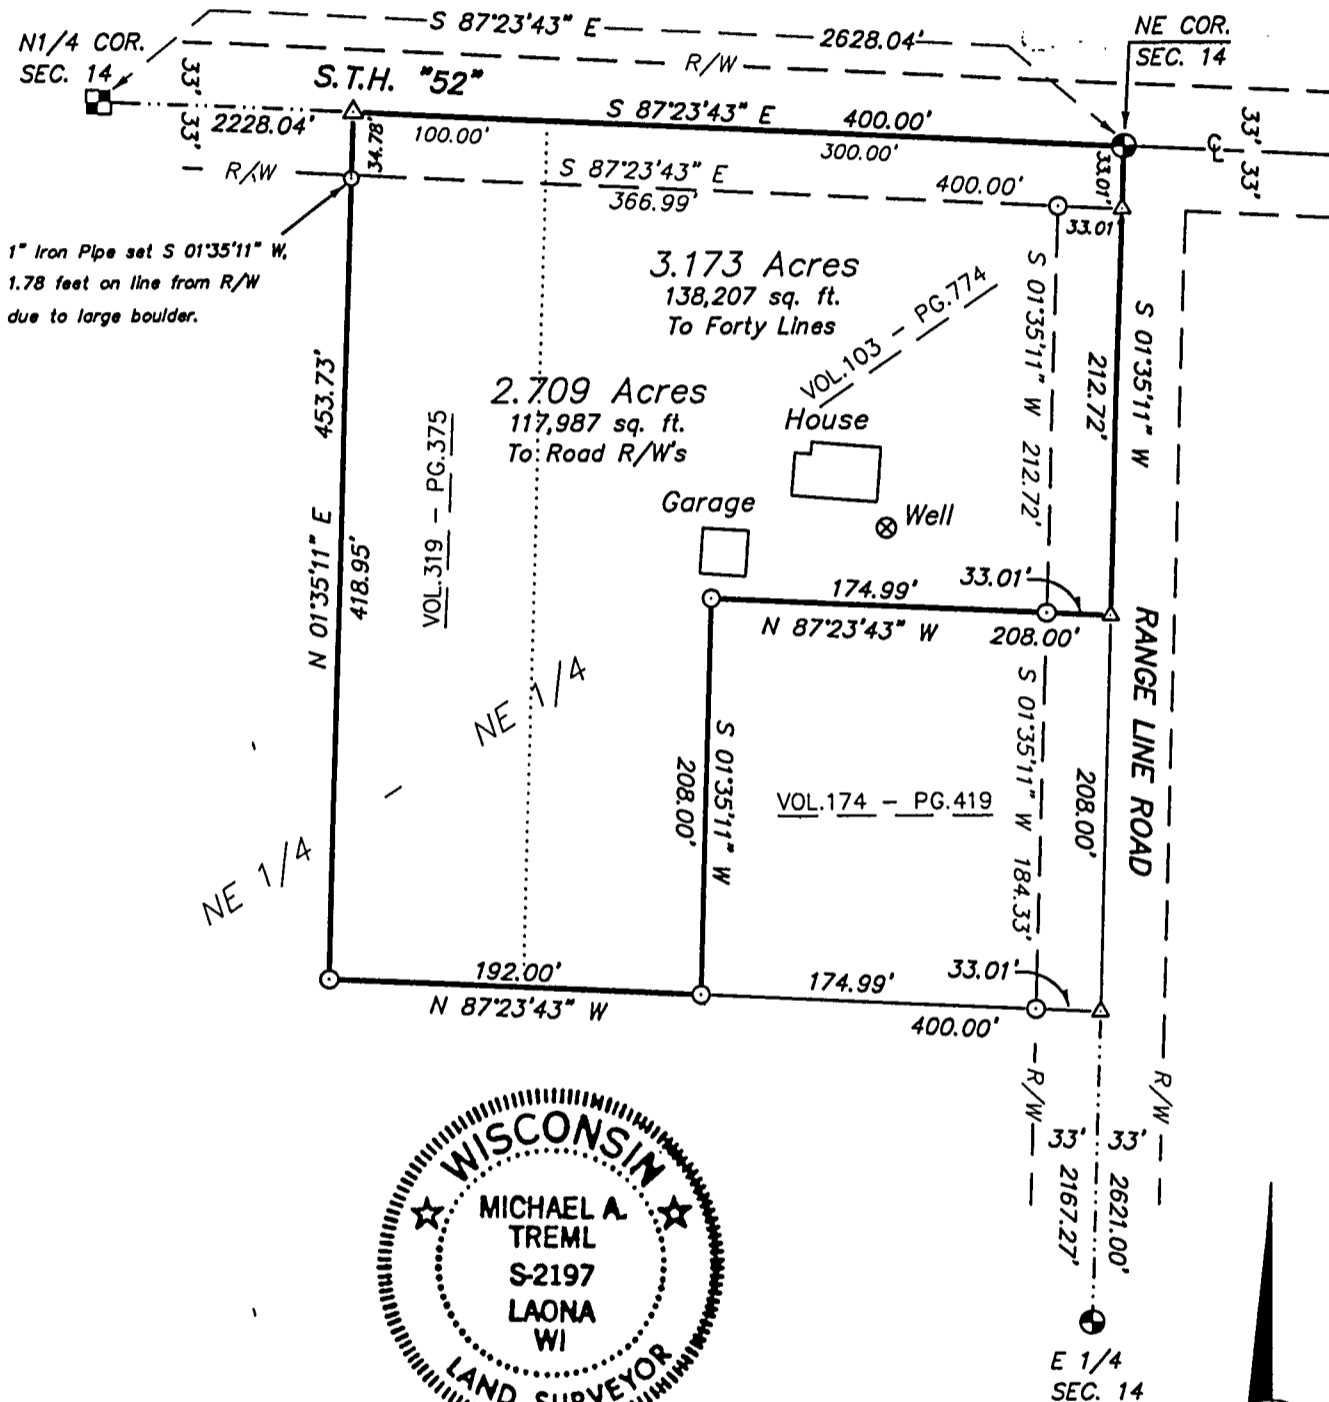 S 87°23'43" E
2628.04'
NE COR.
SEC. 14
N1/4 COR.
SEC. 14
R/W
S.T.H. "52"
33'
33'
2228.04'
34.78'
100.00'
S 87°23'43" E
400.00'
300.00'
33.01'
℄
33'
33'
R/W
S 87°23'43" E
366.99'
400.00'
33.01
1" Iron Pipe set S 01°35'11" W,
1.78 feet on line from R/W
due to large boulder.
3.173 Acres
138,207 sq. ft.
To Forty Lines
VOL.103 - PG.774
S 01°35'11" W 212.72'
212.72'
S 01°35'11" W
2.709 Acres
117,987 sq. ft.
To Road R/W's
House
Garage
Well
N 01°35'11" E 453.73'
418.95'
VOL.319 - PG.375
174.99'
33.01'
N 87°23'43" W
208.00'
RANGE LINE ROAD
NE 1/4
NE 1/4
S 01°35'11" W
208.00'
VOL.174 - PG.419
S 01°35'11" W 184.33'
208.00'
192.00'
N 87°23'43" W
174.99'
33.01'
400.00'
R/W
R/W
33'
33'
2167.27'
2621.00'
WISCONSIN
MICHAEL A.
TREML
S-2197
LAONA
WI
LAND SURVEYOR
E 1/4
SEC. 14